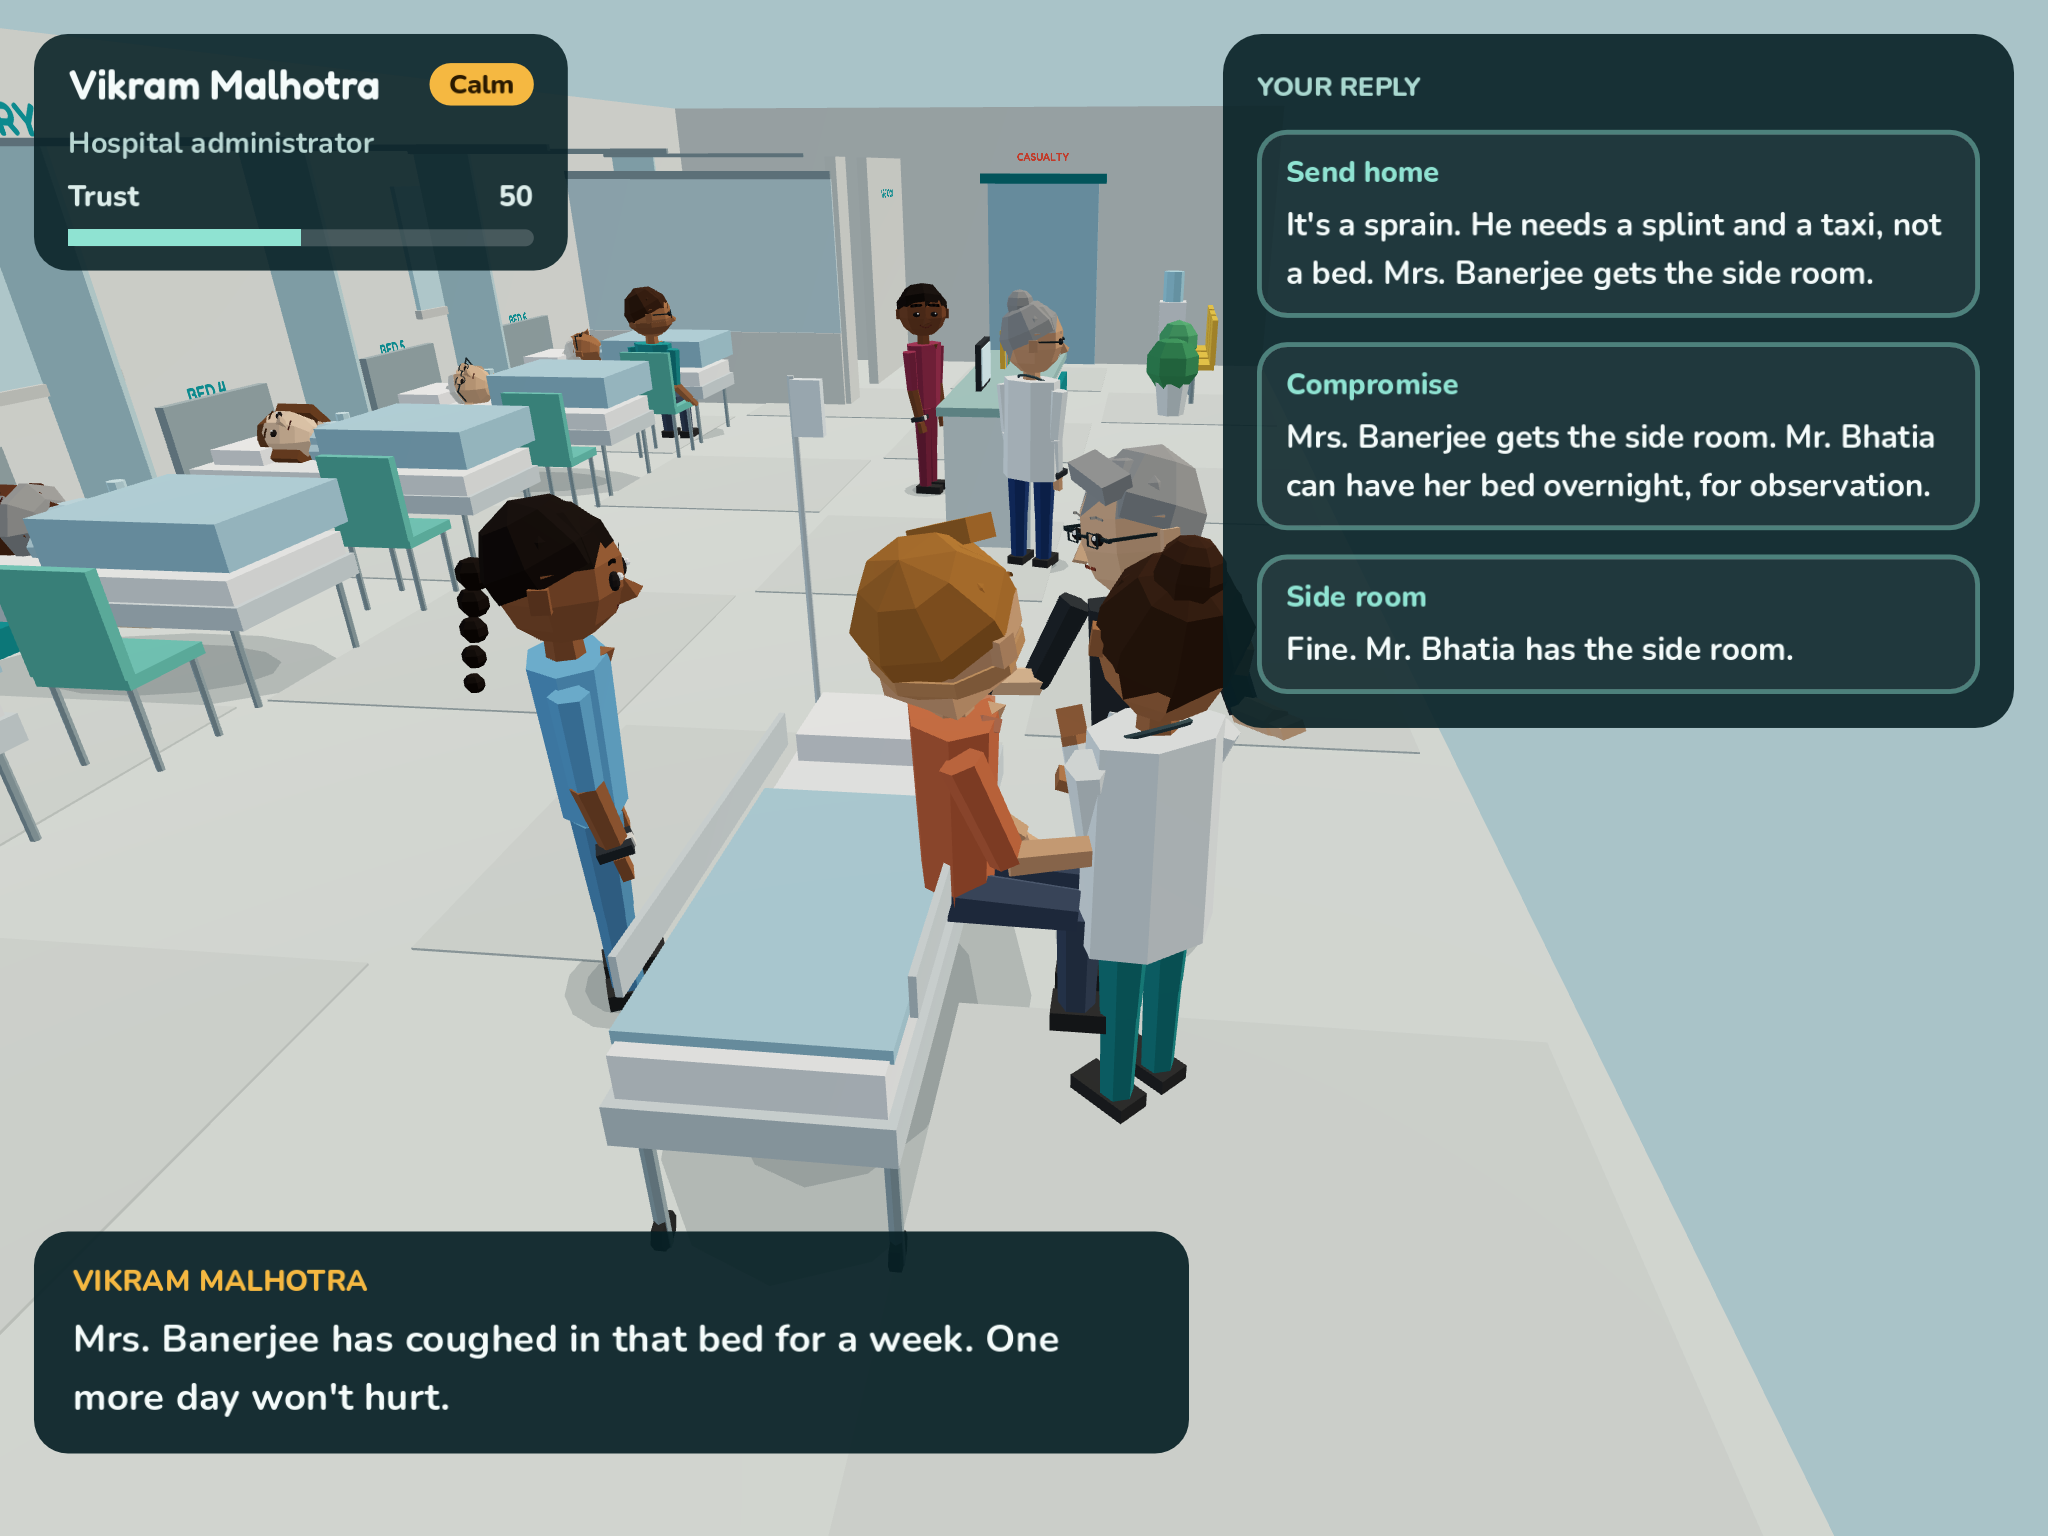 Vikram Malhotra
Calm
Hospital administrator
Trust
50
YOUR REPLY
Send home
It's a sprain. He needs a splint and a taxi, not
a bed. Mrs. Banerjee gets the side room.
Compromise
Mrs. Banerjee gets the side room. Mr. Bhatia
can have her bed overnight, for observation.
Side room
Fine. Mr. Bhatia has the side room.
CASUALTY
BED 6
BED 5
BED 4
VIKRAM MALHOTRA
Mrs. Banerjee has coughed in that bed for a week. One
more day won't hurt.